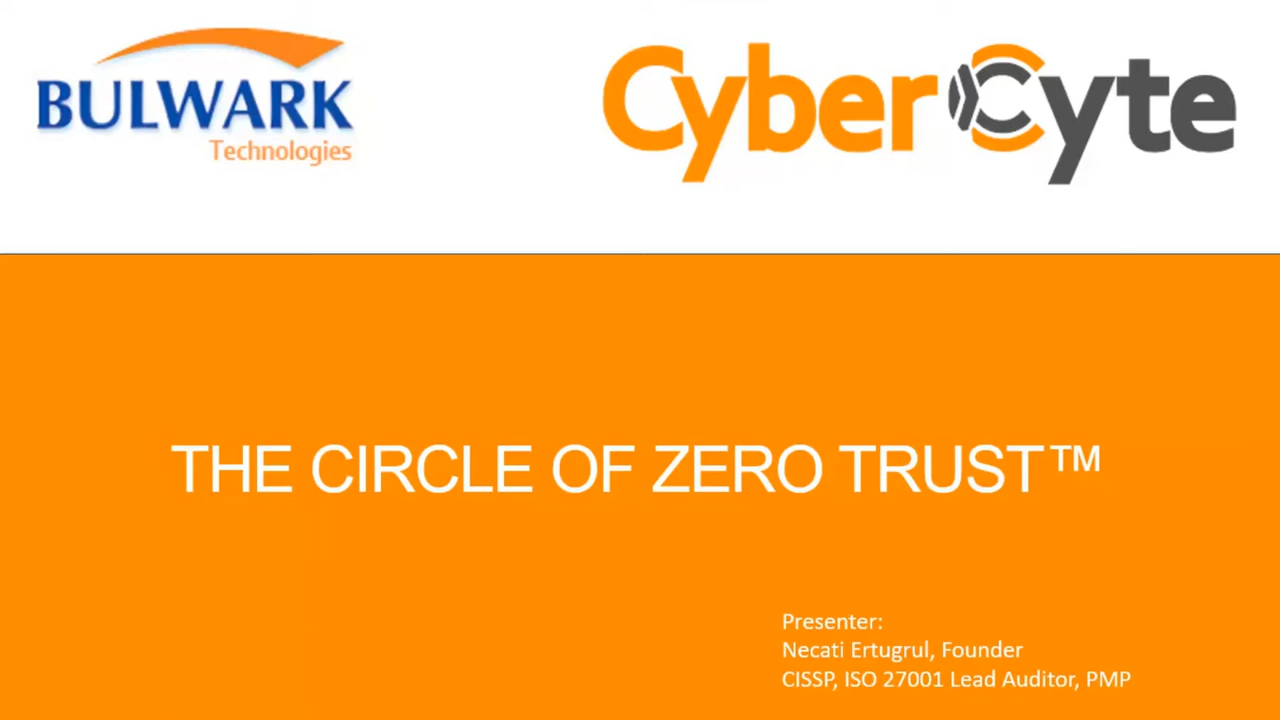 BULWARK
Technologies
CyberCyte
THE CIRCLE OF ZERO TRUST™
Presenter:
Necati Ertugrul, Founder
CISSP, ISO 27001 Lead Auditor, PMP